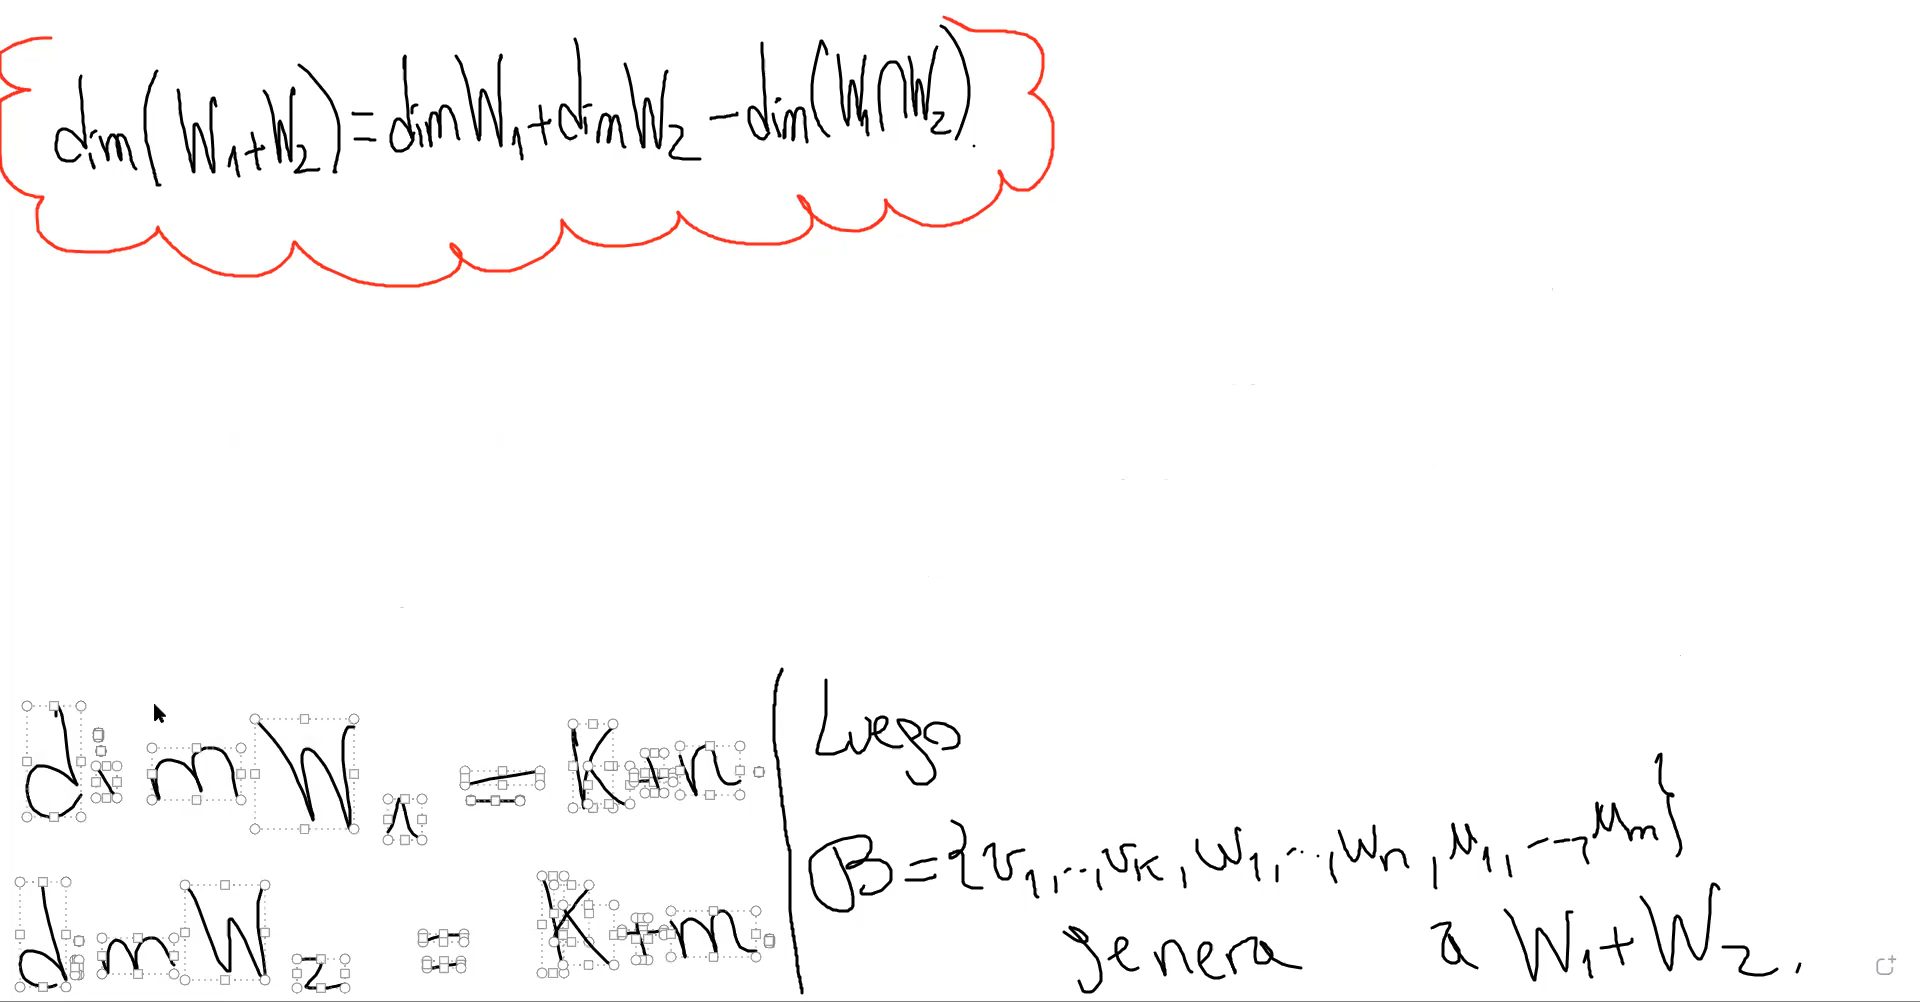 dim(W₁+W₂)=dim W₁+dim W₂ -dim(W₁∩W₂).
dim W₁ = K+n.
dim W₂ = K+m.
Luego
B={v₁,..,vₖ, w₁,..,wₙ, u₁, ...,uₘ}
genera a W₁+W₂.